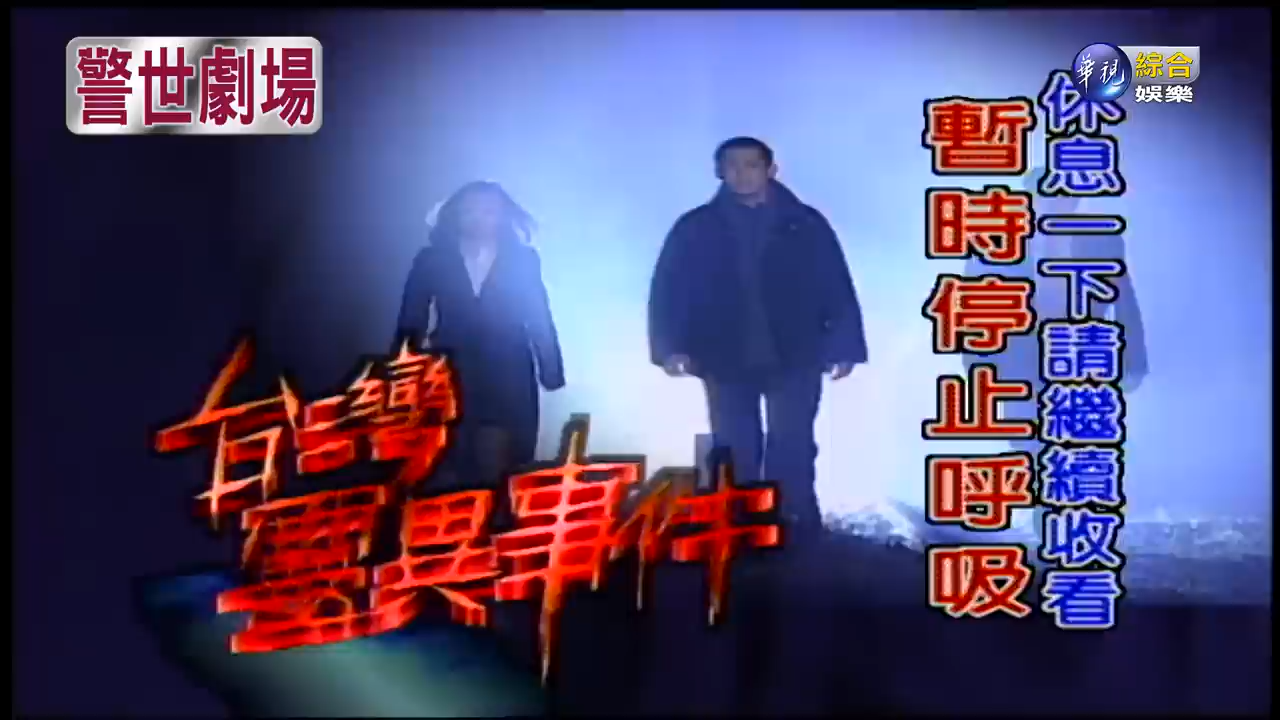 警世劇場
華視
綜合
娛樂
休息一下請繼續收看
暫時停止呼吸
台灣
靈異事件